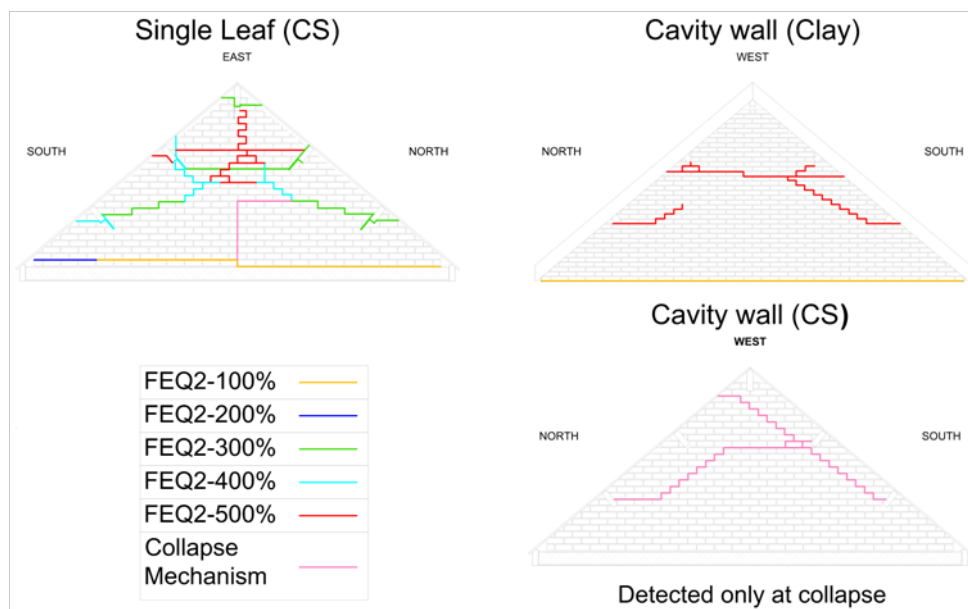 Single Leaf (CS)
EAST
SOUTH
NORTH
Cavity wall (Clay)
WEST
NORTH
SOUTH
Cavity wall (CS)
WEST
NORTH
SOUTH
Detected only at collapse
FEQ2-100%
FEQ2-200%
FEQ2-300%
FEQ2-400%
FEQ2-500%
Collapse
Mechanism